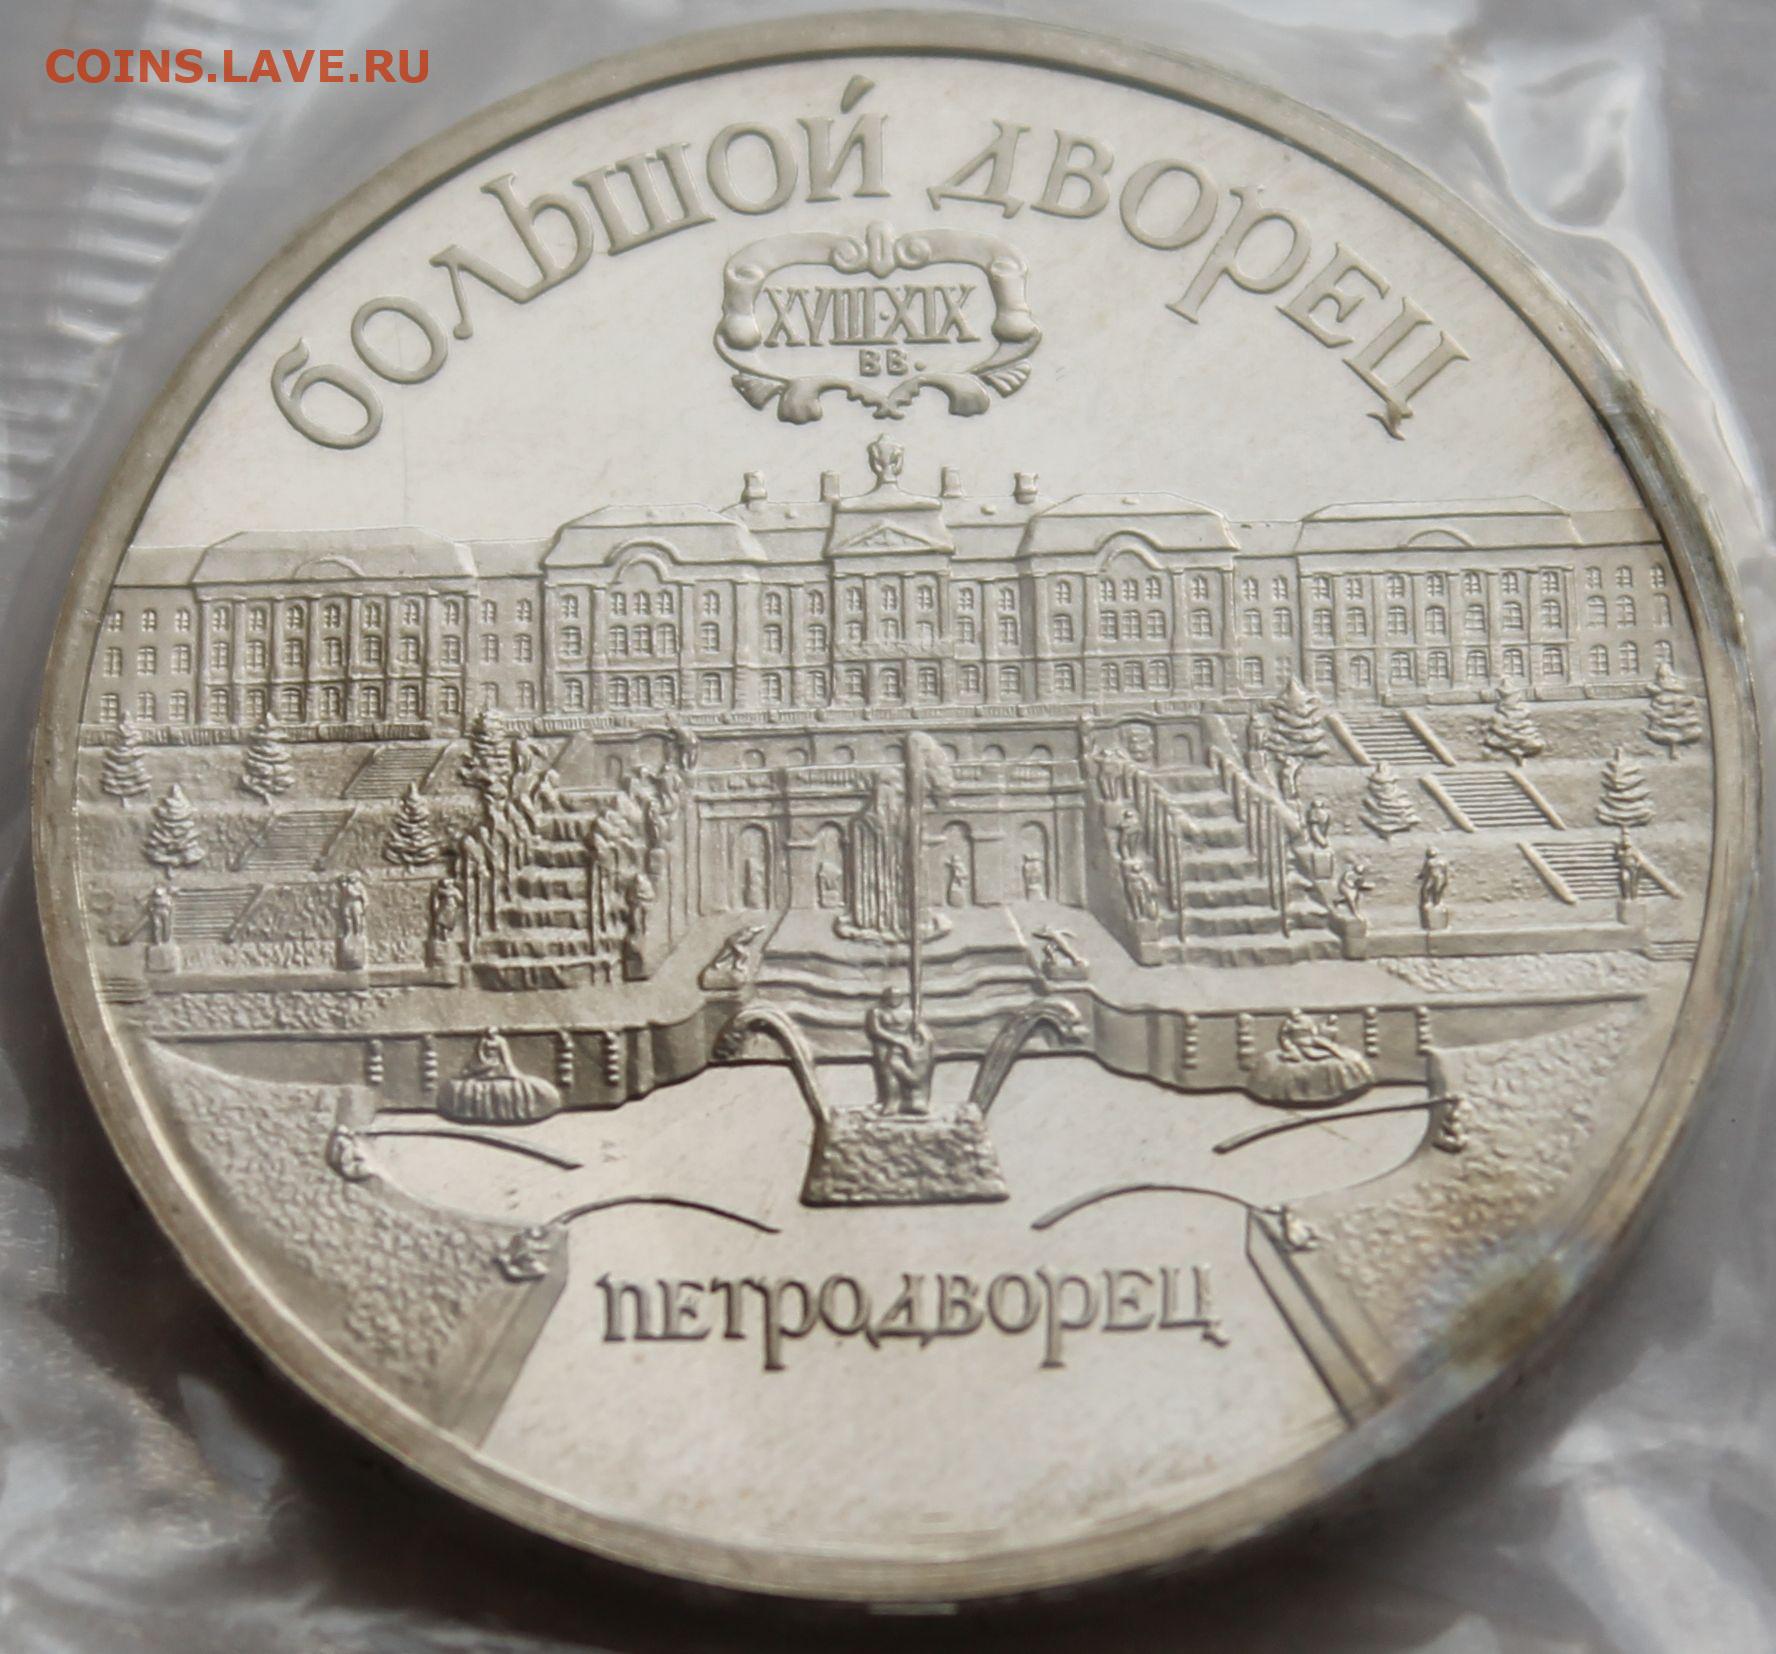 COINS.LAVE.RU
БОЛЬШОЙ ДВОРЕЦ
XVIII·XIX
ВВ.
ПЕТРОДВОРЕЦ